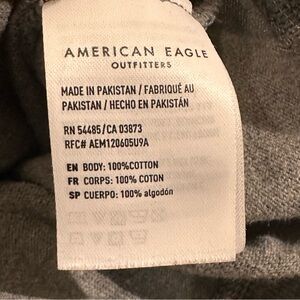 AMERICAN EAGLE
OUTFITTERS
MADE IN PAKISTAN / FABRIQUÉ AU
PAKISTAN / HECHO EN PAKISTÁN
RN 54485/CA 03873
RFC# AEM120605U9A
EN BODY: 100%COTTON
FR CORPS: 100% COTON
SP CUERPO: 100% algodón